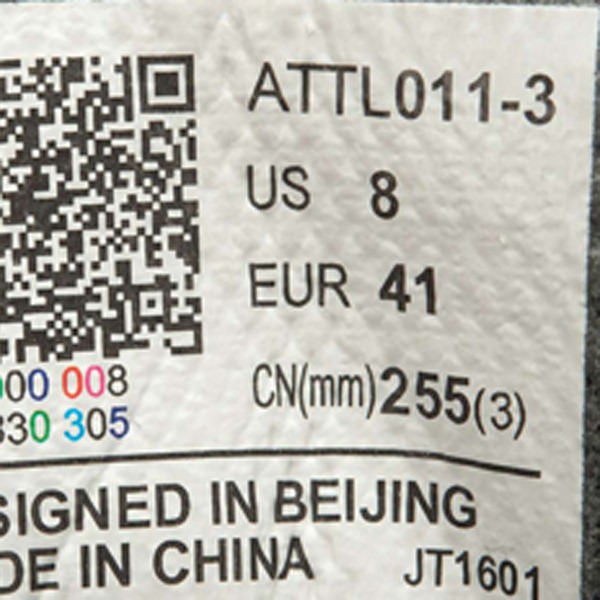 ATTL011-3
US 8
EUR 41
CN(mm)255(3)
00 008
330 305
SIGNED IN BEIJING
DE IN CHINA
JT1601